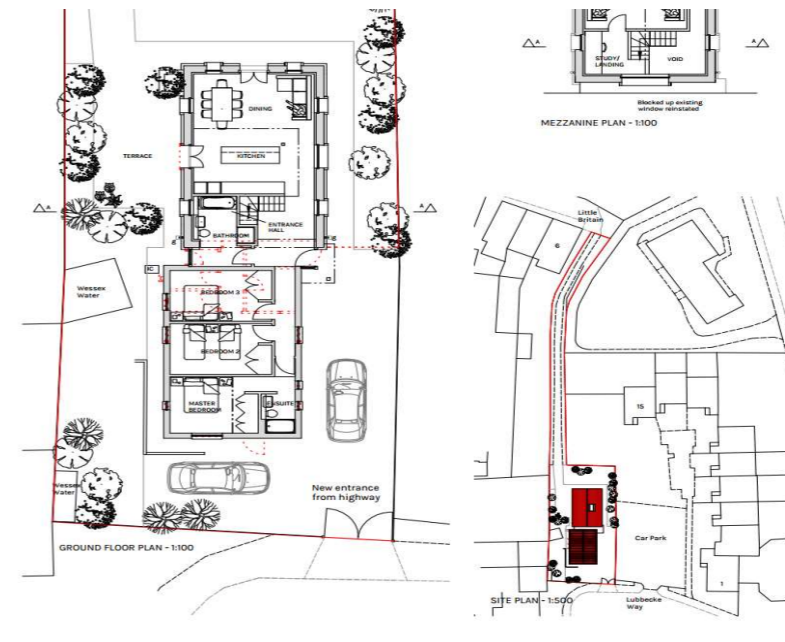 DINING
TERRACE
KITCHEN
A
A
ENTRANCE
HALL
BATHROOM
IC
Wessex
Water
BEDROOM 3
BEDROOM 2
MASTER
BEDROOM
ENSUITE
Wessex
Water
New entrance
from highway
GROUND FLOOR PLAN - 1:100
A
A
STUDY/
LANDING
VOID
Blocked up existing
window reinstated
MEZZANINE PLAN - 1:100
Little
Britain
6
15
Car Park
1
SITE PLAN - 1:500
Lubbecke
Way